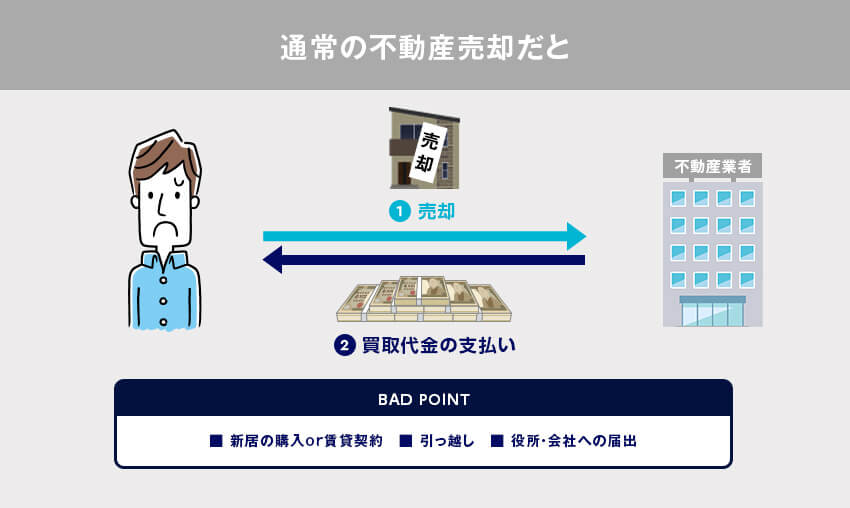 通常の不動産売却だと
売却
不動産業者
1 売却
2 買取代金の支払い
BAD POINT
■ 新居の購入or賃貸契約 ■ 引っ越し ■ 役所・会社への届出